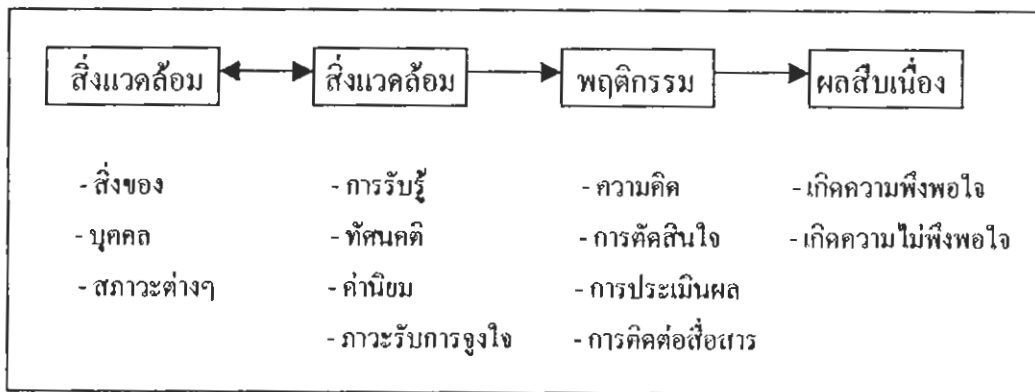 สิ่งแวดล้อม สิ่งแวดล้อม พฤติกรรม ผลสืบเนื่อง
- สิ่งของ - การรับรู้ - ความคิด - เกิดความพึงพอใจ
- บุคคล - ทัศนคติ - การตัดสินใจ - เกิดความไม่พึงพอใจ
- สภาวะต่างๆ - ค่านิยม - การประเมินผล
- ภาวะรับการจูงใจ - การติดต่อสื่อสาร